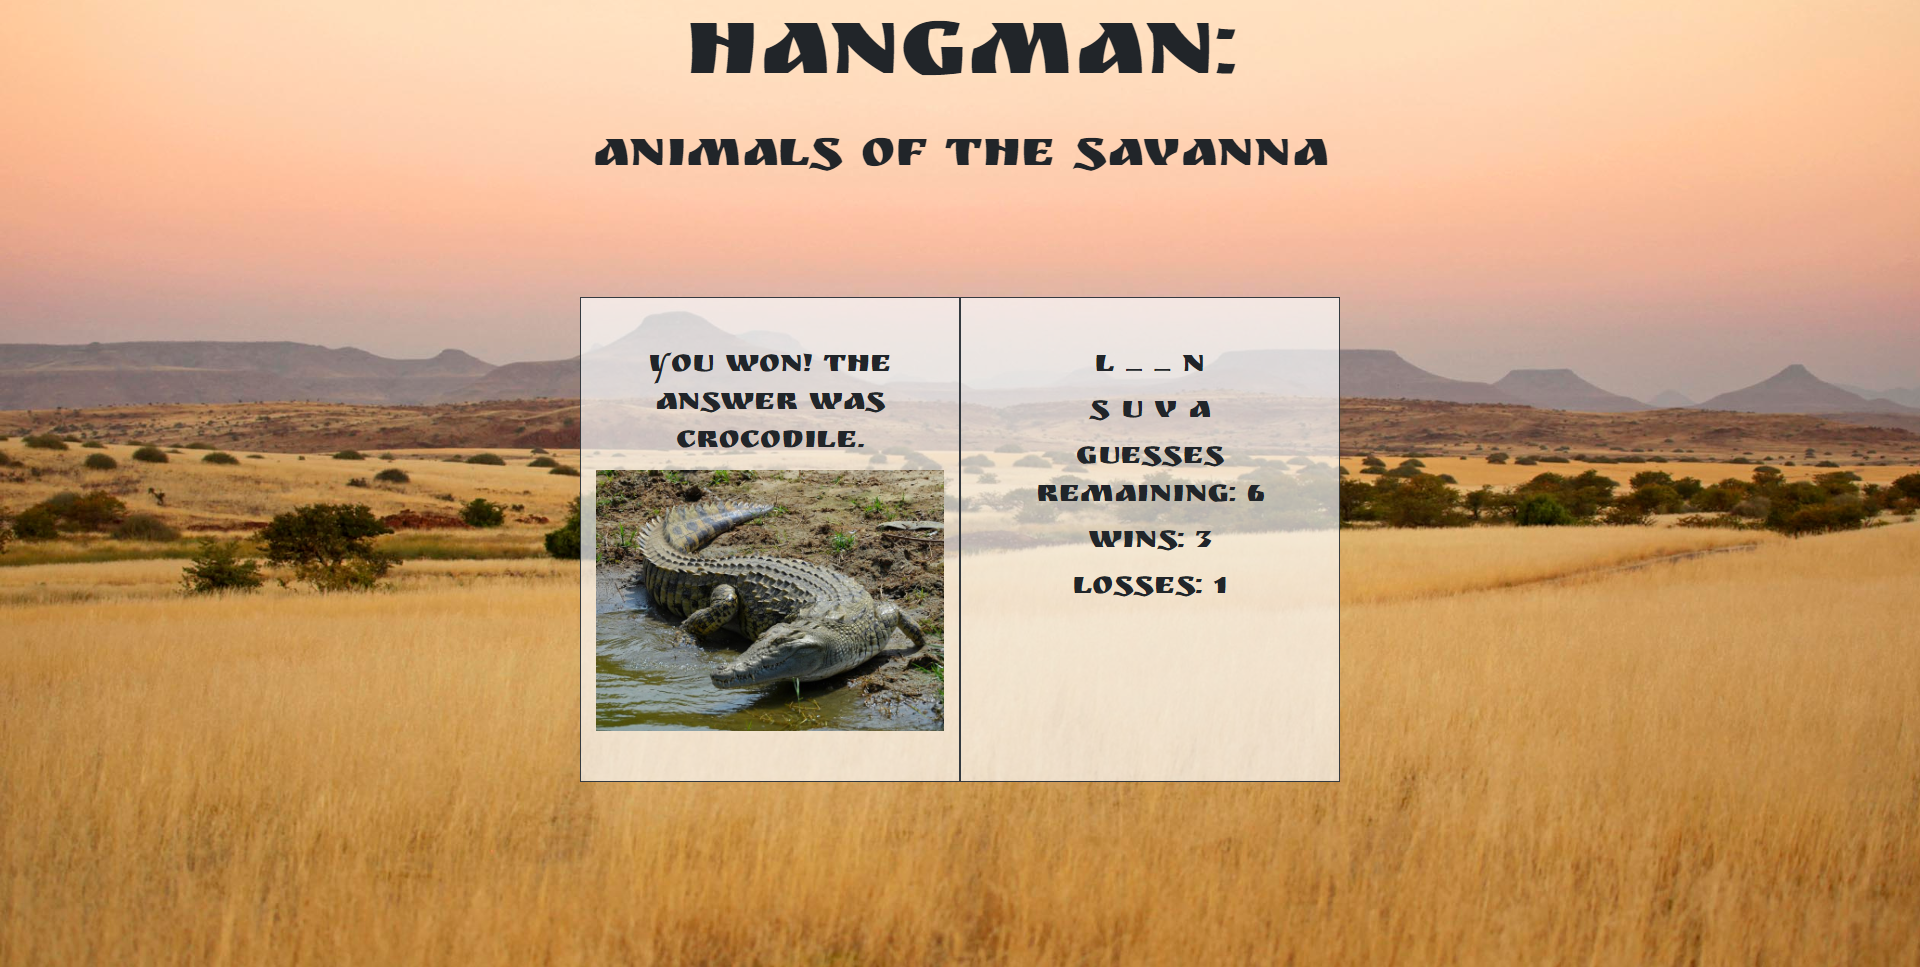 HANGMAN:
ANIMALS OF THE SAVANNA
YOU WON! THE
ANSWER WAS
CROCODILE.
L _ _ N
S U V A
GUESSES
REMAINING: 6
WINS: 3
LOSSES: 1